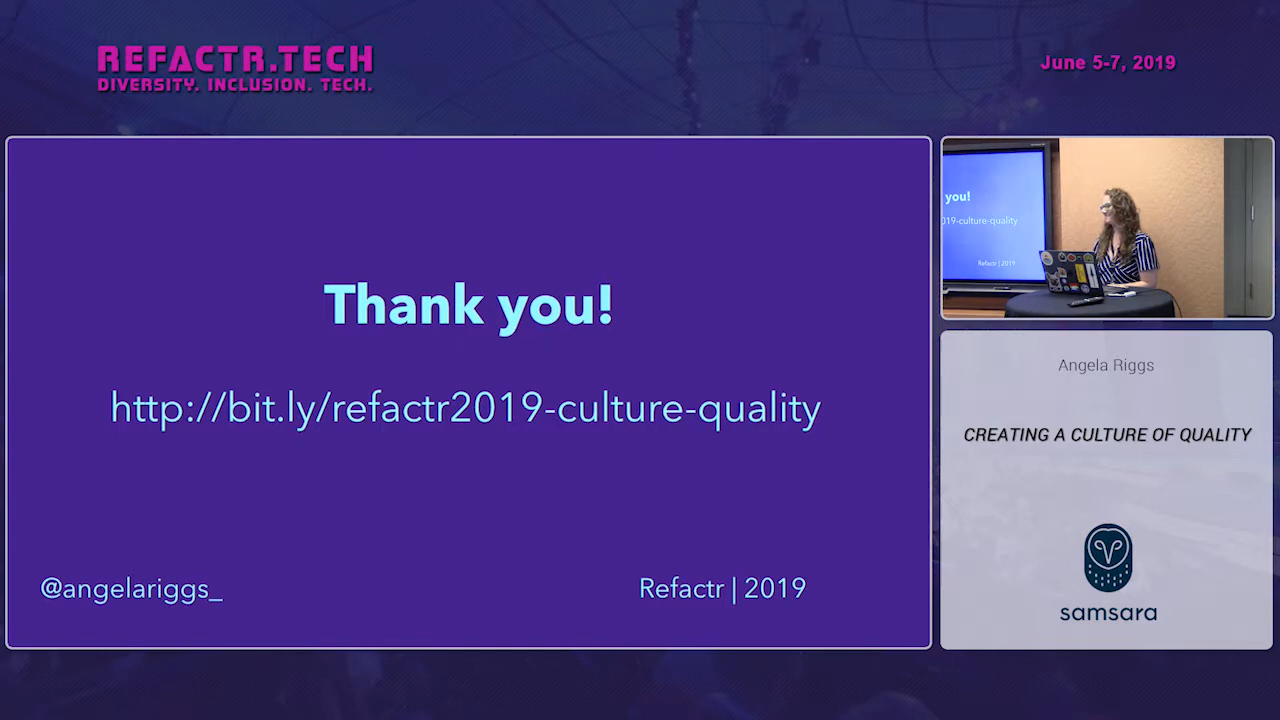 REFACTR.TECH
DIVERSITY. INCLUSION. TECH.
June 5-7, 2019
Thank you!
http://bit.ly/refactr2019-culture-quality
@angelariggs_
Refactr | 2019
you!
019-culture-quality
Refactr | 2019
Angela Riggs
CREATING A CULTURE OF QUALITY
samsara